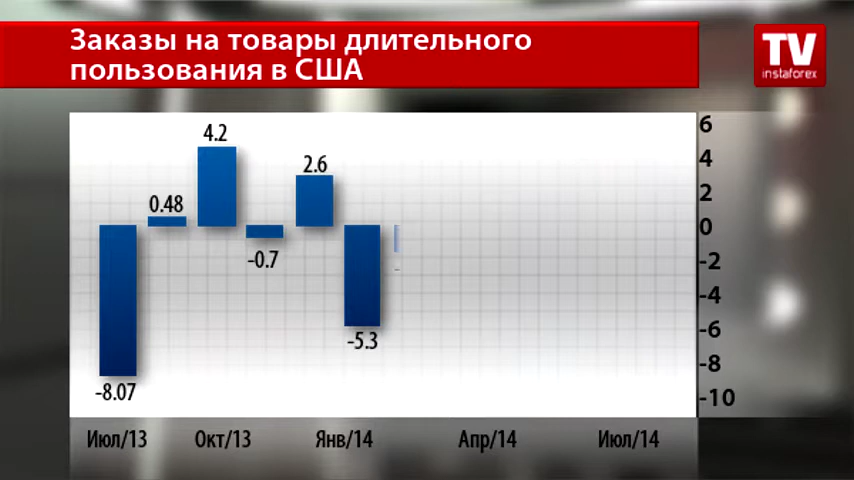 Заказы на товары длительного
пользования в США
TV
instaforex
6
4
2
0
-2
-4
-6
-8
-10
4.2
2.6
0.48
-0.7
-5.3
-8.07
Июл/13
Окт/13
Янв/14
Апр/14
Июл/14